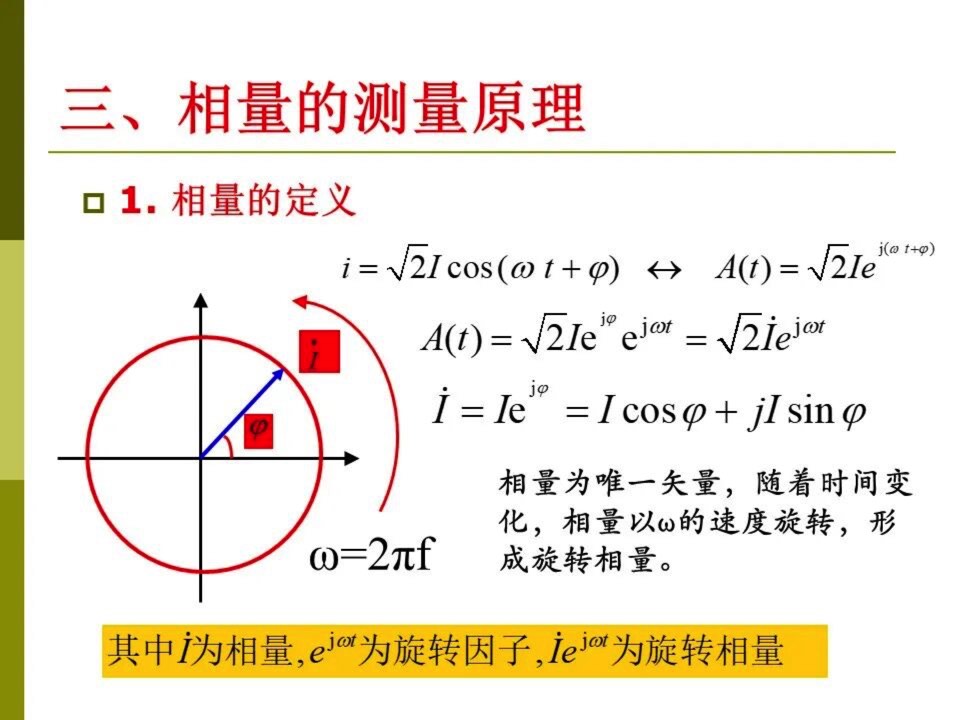 三、相量的测量原理
1. 相量的定义
i = √2I cos(ω t + φ) ↔ A(t) = √2Ie^{j(ω t+φ)}
A(t) = √2Ie^{jφ} e^{jωt} = √2İe^{jωt}
İ = Ie^{jφ} = I cosφ + jI sinφ
İ
φ
ω=2πf
相量为唯一矢量，随着时间变
化，相量以ω的速度旋转，形
成旋转相量。
其中İ为相量,e^{jωt}为旋转因子,İe^{jωt}为旋转相量